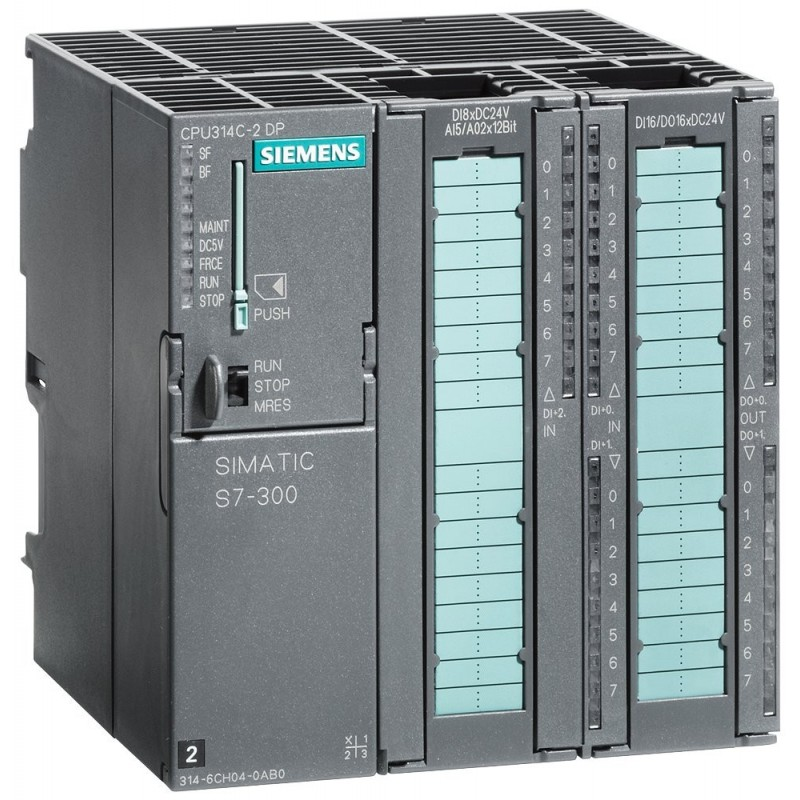 CPU314C-2 DP
SIEMENS
SF
BF
MAINT
DC5V
FRCE
RUN
STOP
PUSH
RUN
STOP
MRES
SIMATIC
S7-300
2
X 1
2 3
314-6CH04-0AB0
DI8xDC24V
AI5/AO2x12Bit
0
1
2
3
4
5
6
7
DI+2.
IN
DI16/DO16xDC24V
0
1
2
3
4
5
6
7
DI+0.
IN
DI+1.
0
1
2
3
4
5
6
7
0
1
2
3
4
5
6
7
DO+0.
OUT
DO+1.
0
1
2
3
4
5
6
7